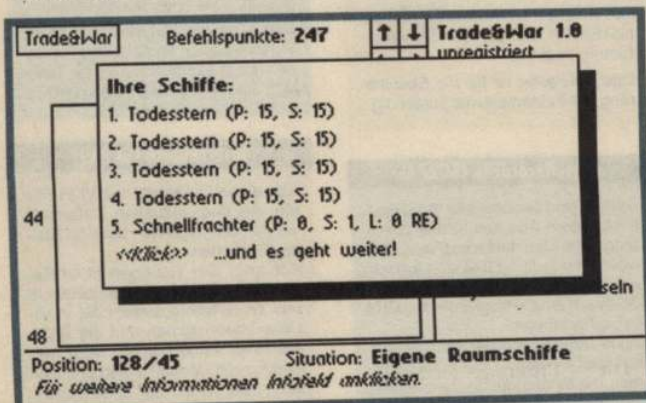 Trade&War Befehlspunkte: 247 ↑ ↓ Trade&War 1.0
unregistriert
Ihre Schiffe:
1. Todesstern (P: 15, S: 15)
2. Todesstern (P: 15, S: 15)
3. Todesstern (P: 15, S: 15)
4. Todesstern (P: 15, S: 15)
44
5. Schnellfrachter (P: 0, S: 1, L: 0 RE)
<<Klick>> ...und es geht weiter!
seln
48
Position: 128/45 Situation: Eigene Raumschiffe
Für weitere Informationen Infofeld anklicken.